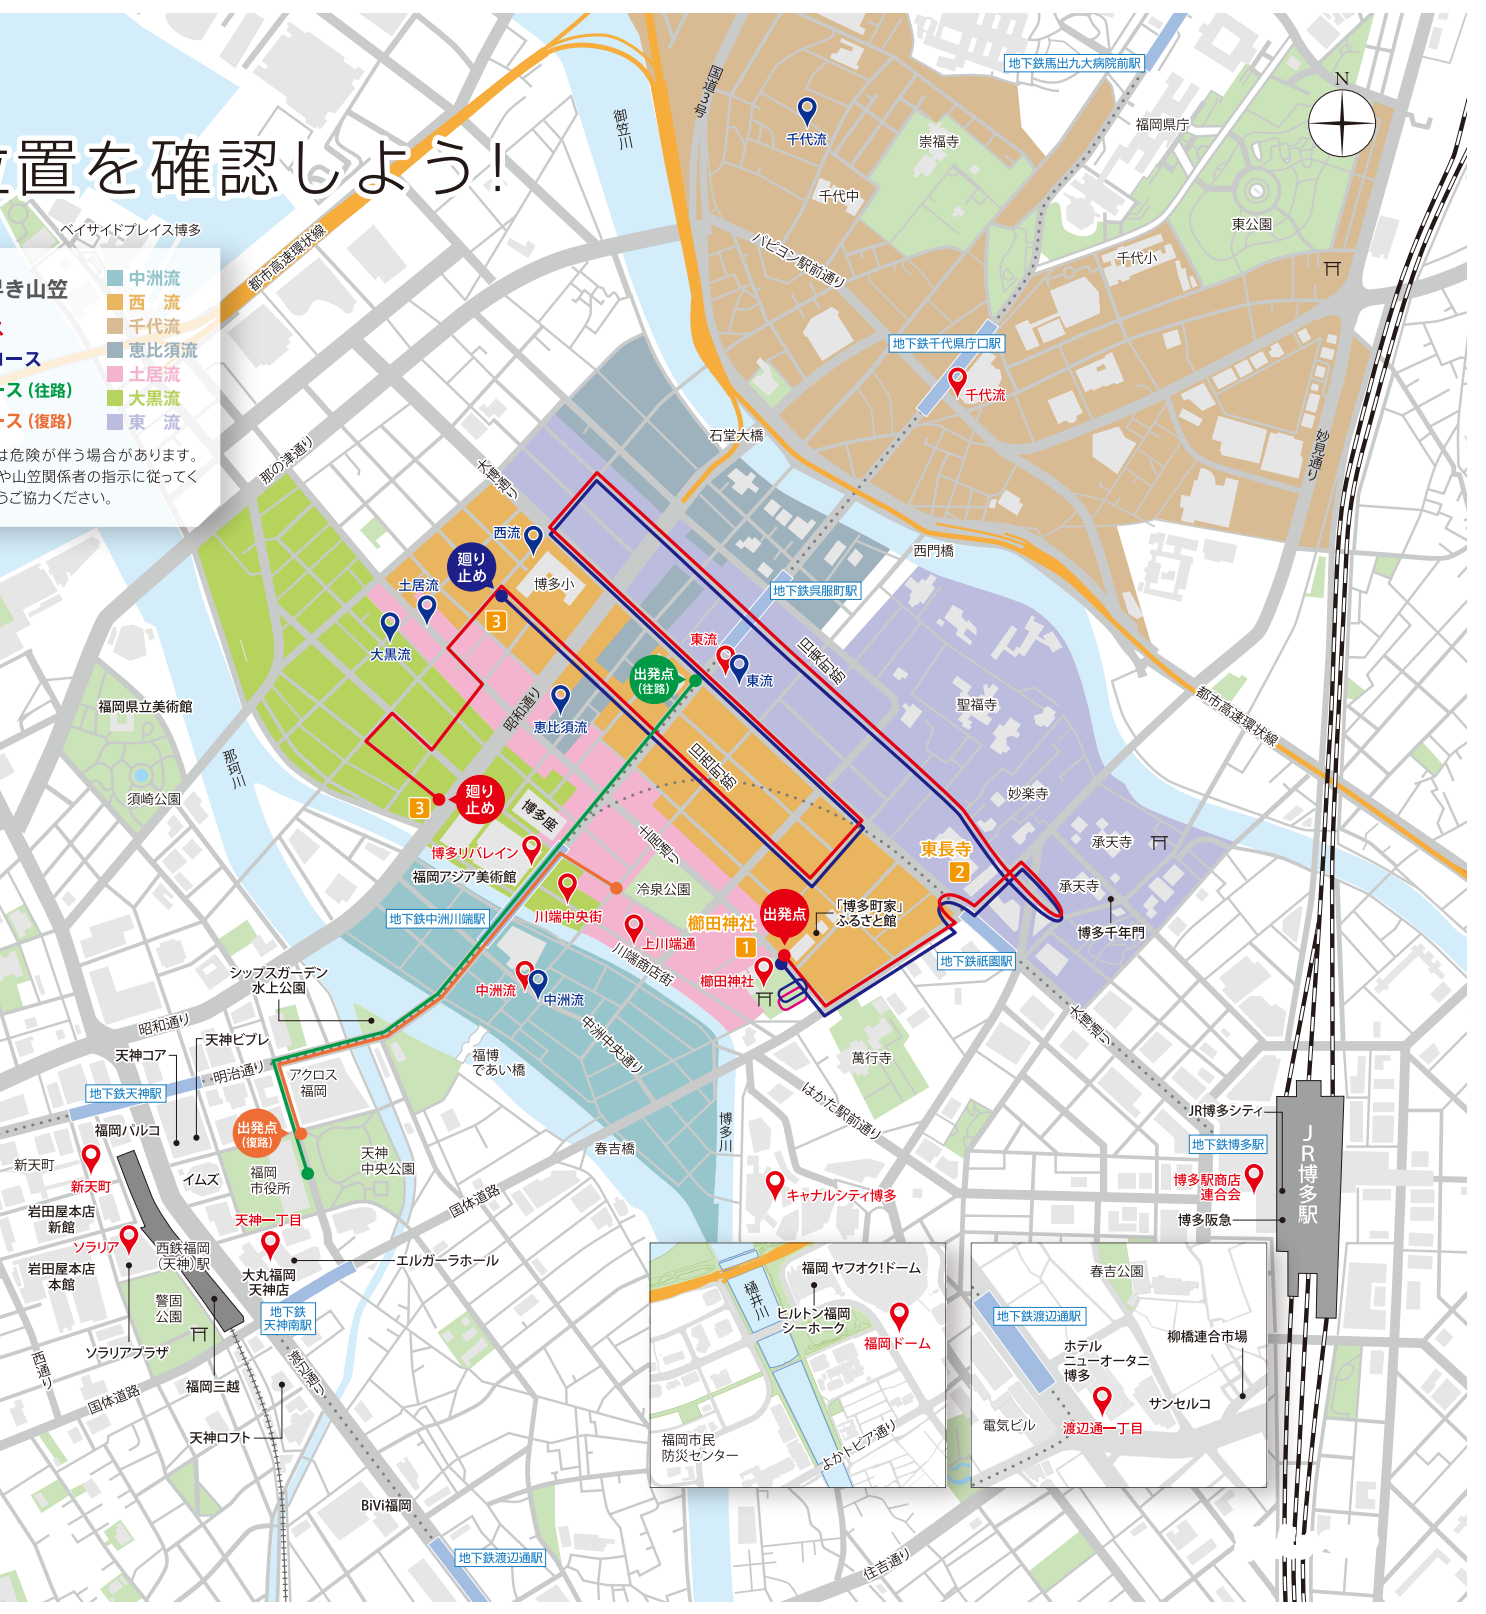 位置を確認しよう!
ベイサイドプレイス博多
都市高速環状線
早き山笠
ス
コース
ース (往路)
ース (復路)
中洲流
西 流
千代流
恵比須流
土居流
大黒流
東 流
は危険が伴う場合があります。
や山笠関係者の指示に従ってく
うご協力ください。
国道3号
御笠川
千代流
崇福寺
千代中
パピヨン駅前通り
地下鉄馬出九大病院前駅
福岡県庁
N
東公園
千代小
地下鉄千代県庁口駅
千代流
妙見通り
石堂大橋
西門橋
那の津通り
大博通り
西流
廻り
止め
博多小
3
土居流
大黒流
地下鉄呉服町駅
東流
東流
旧東町筋
出発点
(往路)
昭和通り
恵比須流
旧西町筋
聖福寺
都市高速環状線
福岡県立美術館
那珂川
須崎公園
3
廻り
止め
博多座
博多リバレイン
福岡アジア美術館
土居通り
冷泉公園
妙楽寺
東長寺
2
承天寺
承天寺
博多千年門
地下鉄中洲川端駅
川端中央街
上川端通
川端商店街
櫛田神社
1
出発点
「博多町家」
ふるさと館
櫛田神社
地下鉄祇園駅
大博通り
シップスガーデン
水上公園
中洲流
中洲流
中洲中央通り
昭和通り
天神ビブレ
天神コア
明治通り
地下鉄天神駅
アクロス
福岡
福博
であい橋
萬行寺
はかた駅前通り
博多川
春吉橋
福岡パルコ
出発点
(復路)
天神
中央公園
新天町
新天町
イムズ
福岡
市役所
国体道路
岩田屋本店
新館
ソラリア
天神一丁目
西鉄福岡
(天神)駅
エルガーラホール
岩田屋本店
本館
大丸福岡
天神店
警固
公園
地下鉄
天神南駅
ソラリアプラザ
西通り
福岡三越
渡辺通り
国体道路
天神ロフト
BiVi福岡
地下鉄渡辺通駅
キャナルシティ博多
JR博多シティ
地下鉄博多駅
博多駅商店
連合会
博多阪急
JR博多駅
福岡 ヤフオク!ドーム
樋井川
ヒルトン福岡
シーホーク
福岡ドーム
福岡市民
防災センター
よかトピア通り
春吉公園
地下鉄渡辺通駅
ホテル
ニューオータニ
博多
柳橋連合市場
サンセルコ
電気ビル
渡辺通一丁目
住吉通り